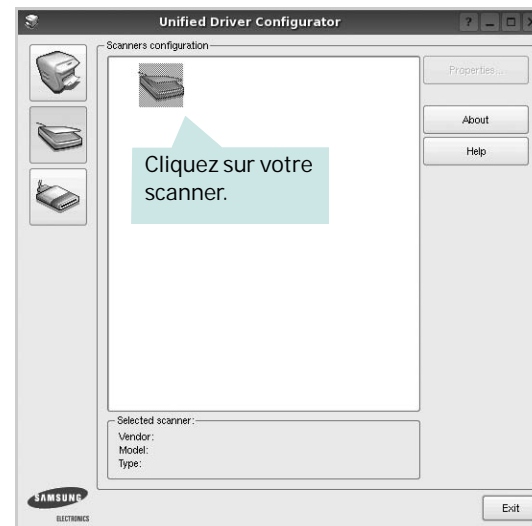 Unified Driver Configurator
Scanners configuration
Properties...
About
Help
Cliquez sur votre
scanner.
Selected scanner:
Vendor:
Model:
Type:
SAMSUNG
ELECTRONICS
Exit